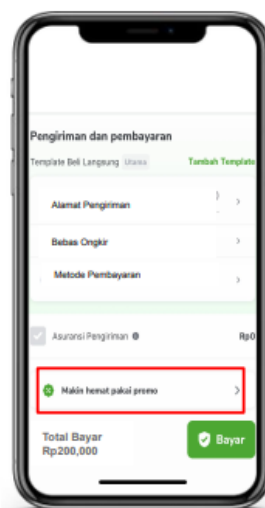 Pengiriman dan pembayaran
Template Beli Langsung Utama Tambah Template
Alamat Pengiriman
Bebas Ongkir
Metode Pembayaran
Asuransi Pengiriman Rp0
Makin hemat pakai promo
Total Bayar
Rp200,000
Bayar